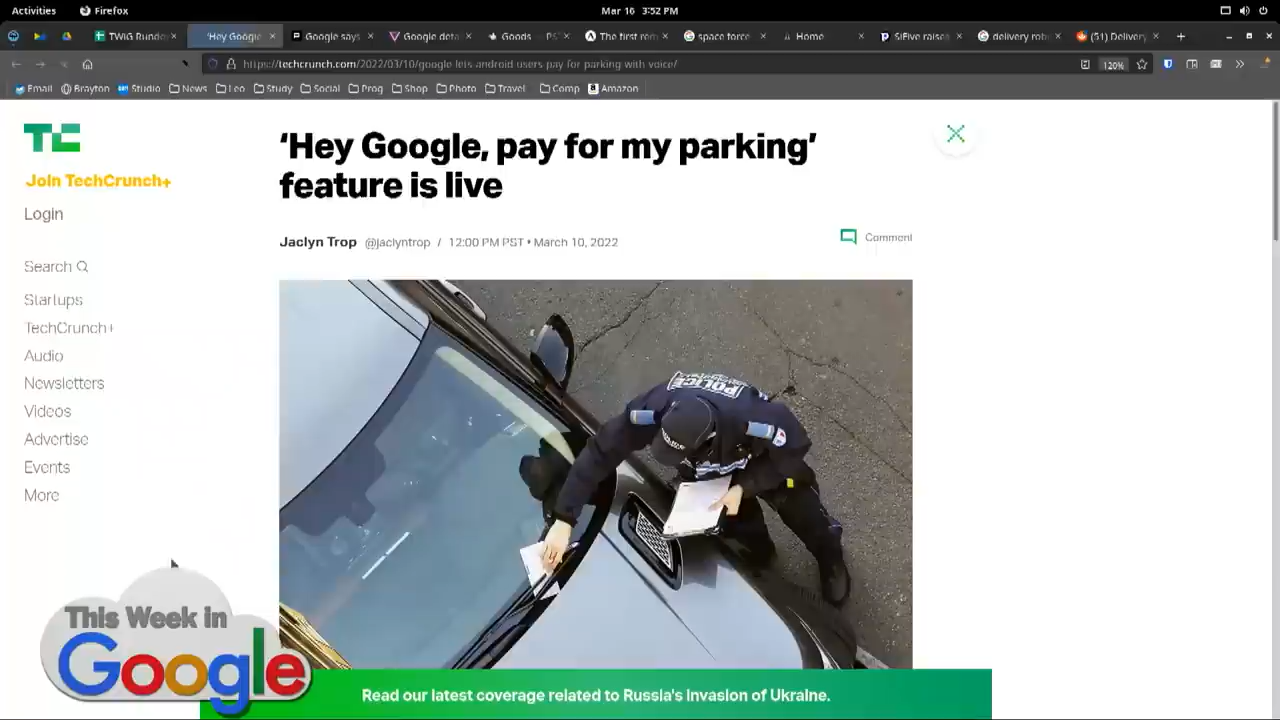 Activities
Firefox
Mar 16 3:52 PM
TWiG Rundo
'Hey Google
Google says
Google deta
Goods — PS
The first rem
space force
Home
SiFive raises
delivery rob
(51) Delivery
https://techcrunch.com/2022/03/10/google-lets-android-users-pay-for-parking-with-voice/
120%
Email
Brayton
Studio
News
Leo
Study
Social
Prog
Shop
Photo
Travel
Comp
Amazon
TC
Join TechCrunch+
Login
Search
Startups
TechCrunch+
Audio
Newsletters
Videos
Advertise
Events
More
'Hey Google, pay for my parking'
feature is live
Jaclyn Trop @jaclyntrop / 12:00 PM PST • March 10, 2022
Comment
POLICE
This Week in
Google
Read our latest coverage related to Russia's invasion of Ukraine.